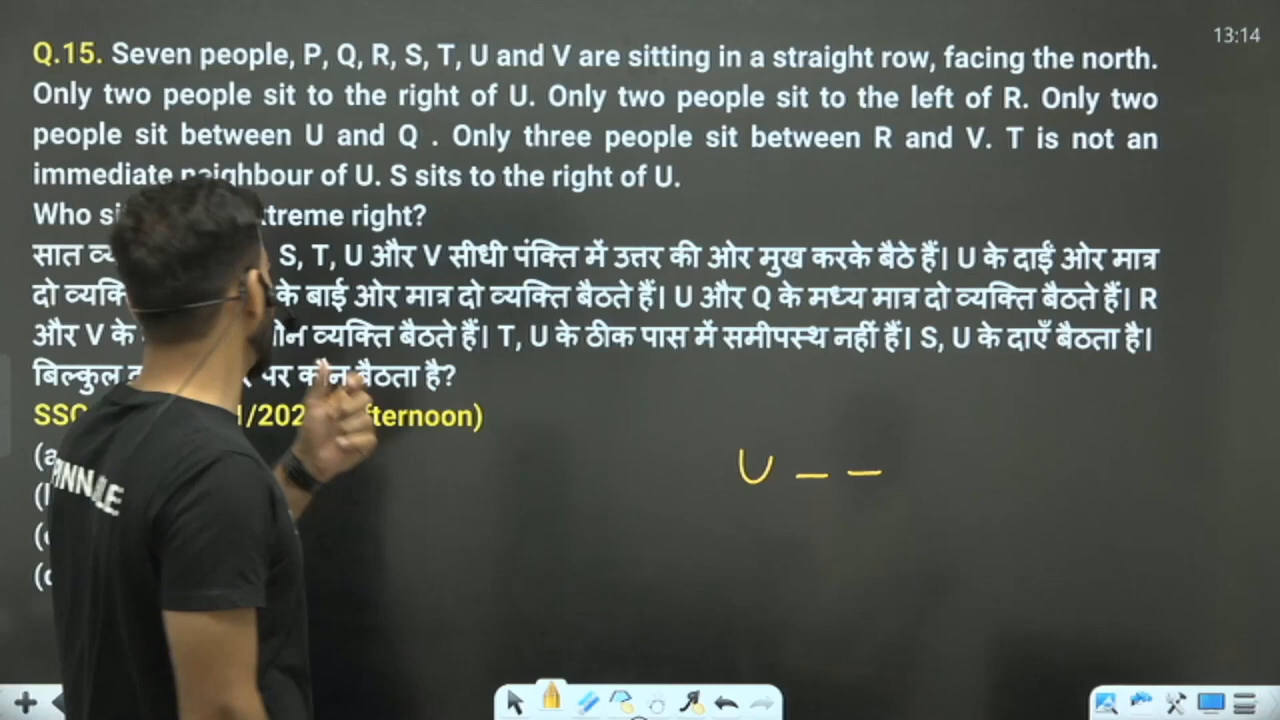 13:14
Q.15. Seven people, P, Q, R, S, T, U and V are sitting in a straight row, facing the north.
Only two people sit to the right of U. Only two people sit to the left of R. Only two
people sit between U and Q . Only three people sit between R and V. T is not an
immediate neighbour of U. S sits to the right of U.
Who extreme right?
सात S, T, U और V सीधी पंक्ति में उत्तर की ओर मुख करके बैठे हैं। U के दाईं ओर मात्र
दो के बाईं ओर मात्र दो व्यक्ति बैठते हैं। U और Q के मध्य मात्र दो व्यक्ति बैठते हैं। R
और V के तीन व्यक्ति बैठते हैं। T, U के ठीक पास में समीपस्थ नहीं हैं। S, U के दाएँ बैठता है।
बिल्कुल पर कौन बैठता है?
SSC
PINNACLE
U _ _